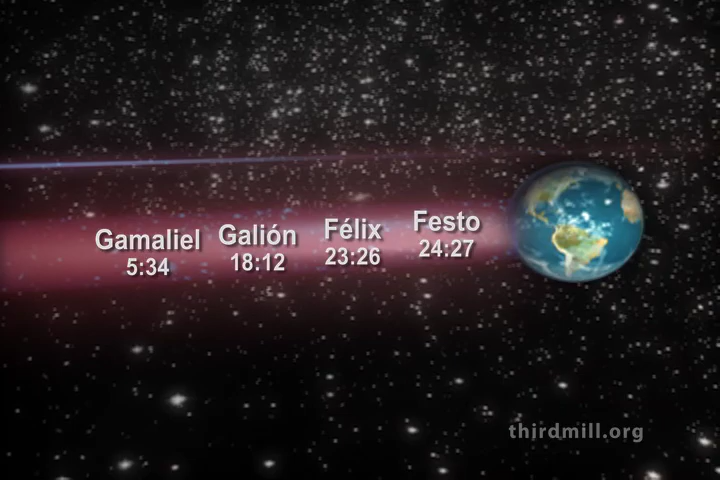 Gamaliel
5:34
Galión
18:12
Félix
23:26
Festo
24:27
thirdmill.org